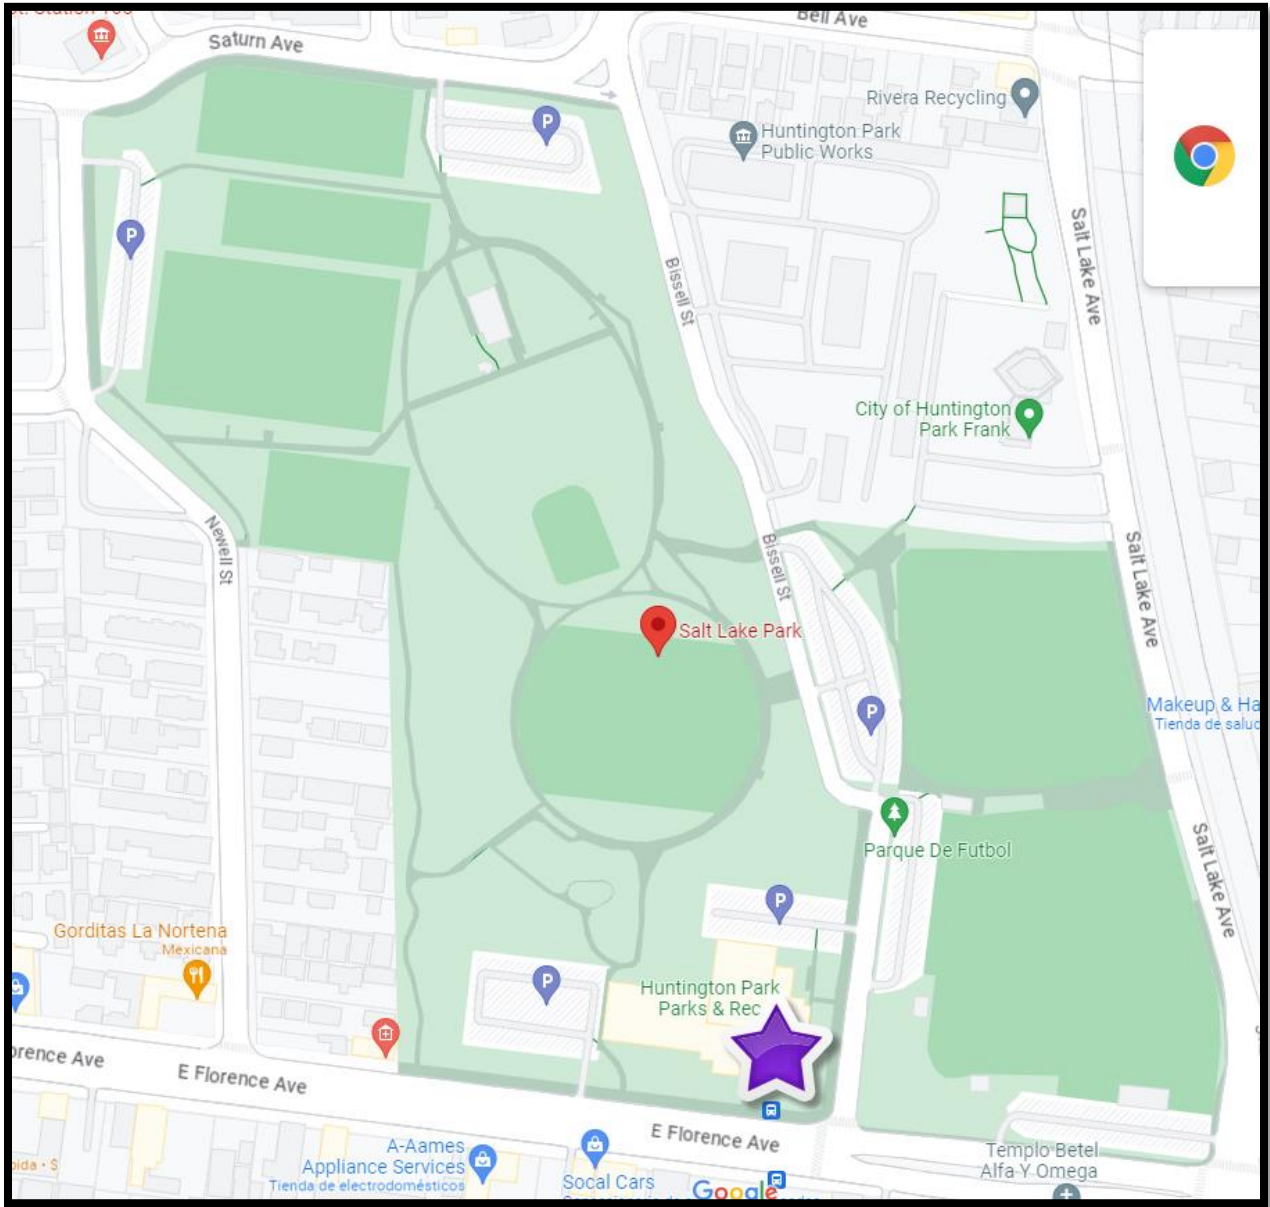 Saturn Ave
Bell Ave
Rivera Recycling
Huntington Park
Public Works
P
P
Salt Lake Ave
Bissell St
City of Huntington
Park Frank
Newell St
Bissell St
Salt Lake Ave
Salt Lake Park
Makeup & Ha
Tienda de salud
P
Parque De Futbol
Salt Lake Ave
P
Gorditas La Nortena
Mexicana
P
Huntington Park
Parks & Rec
orence Ave
E Florence Ave
E Florence Ave
A-Aames
Appliance Services
Tienda de electrodomésticos
Socal Cars
Google
Templo Betel
Alfa Y Omega